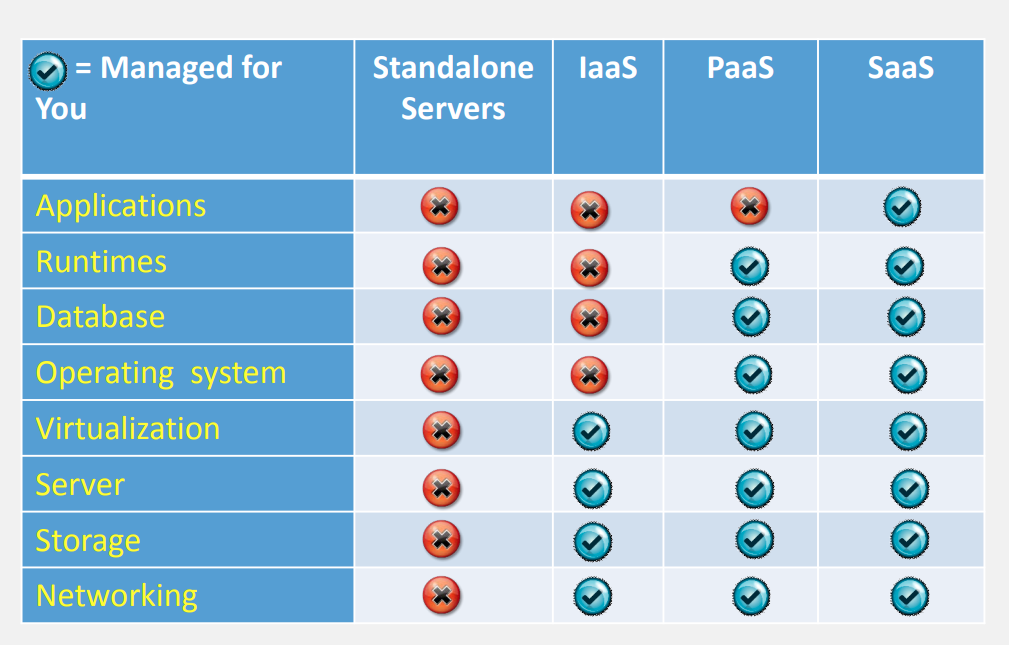 = Managed for
You
Standalone
Servers
IaaS
PaaS
SaaS
Applications
Runtimes
Database
Operating system
Virtualization
Server
Storage
Networking